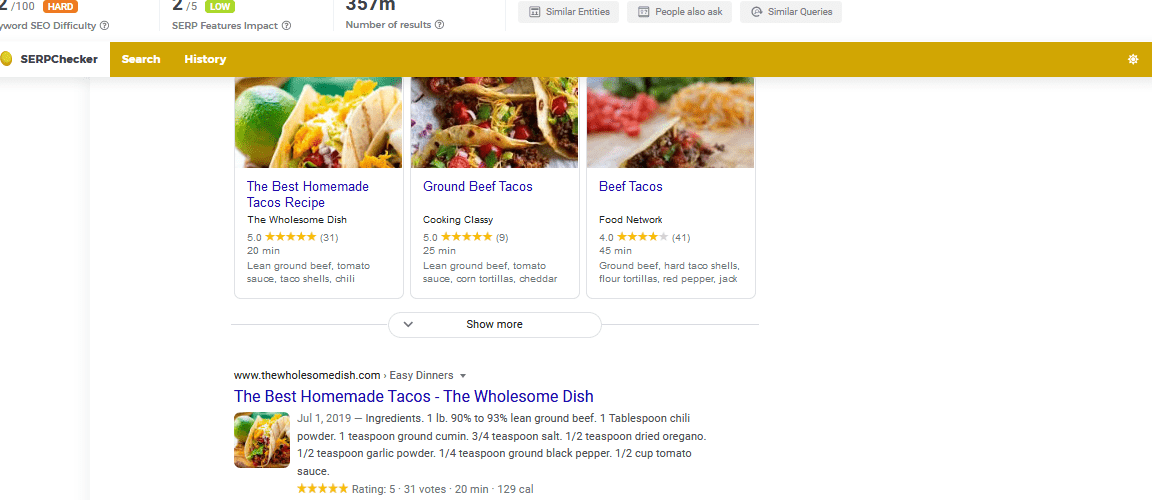 /100 HARD
2 /5 LOW
357m
yword SEO Difficulty
SERP Features Impact
Number of results
Similar Entities
People also ask
Similar Queries
SERPChecker
Search
History
The Best Homemade
Tacos Recipe
The Wholesome Dish
5.0 ★★★★★ (31)
20 min
Lean ground beef, tomato
sauce, taco shells, chili
Ground Beef Tacos
Cooking Classy
5.0 ★★★★★ (9)
25 min
Lean ground beef, tomato
sauce, corn tortillas, cheddar
Beef Tacos
Food Network
4.0 ★★★★★ (41)
45 min
Ground beef, hard taco shells,
flour tortillas, red pepper, jack
Show more
www.thewholesomedish.com › Easy Dinners
The Best Homemade Tacos - The Wholesome Dish
Jul 1, 2019 — Ingredients. 1 lb. 90% to 93% lean ground beef. 1 Tablespoon chili
powder. 1 teaspoon ground cumin. 3/4 teaspoon salt. 1/2 teaspoon dried oregano.
1/2 teaspoon garlic powder. 1/4 teaspoon ground black pepper. 1/2 cup tomato
sauce.
★★★★★ Rating: 5 · 31 votes · 20 min · 129 cal